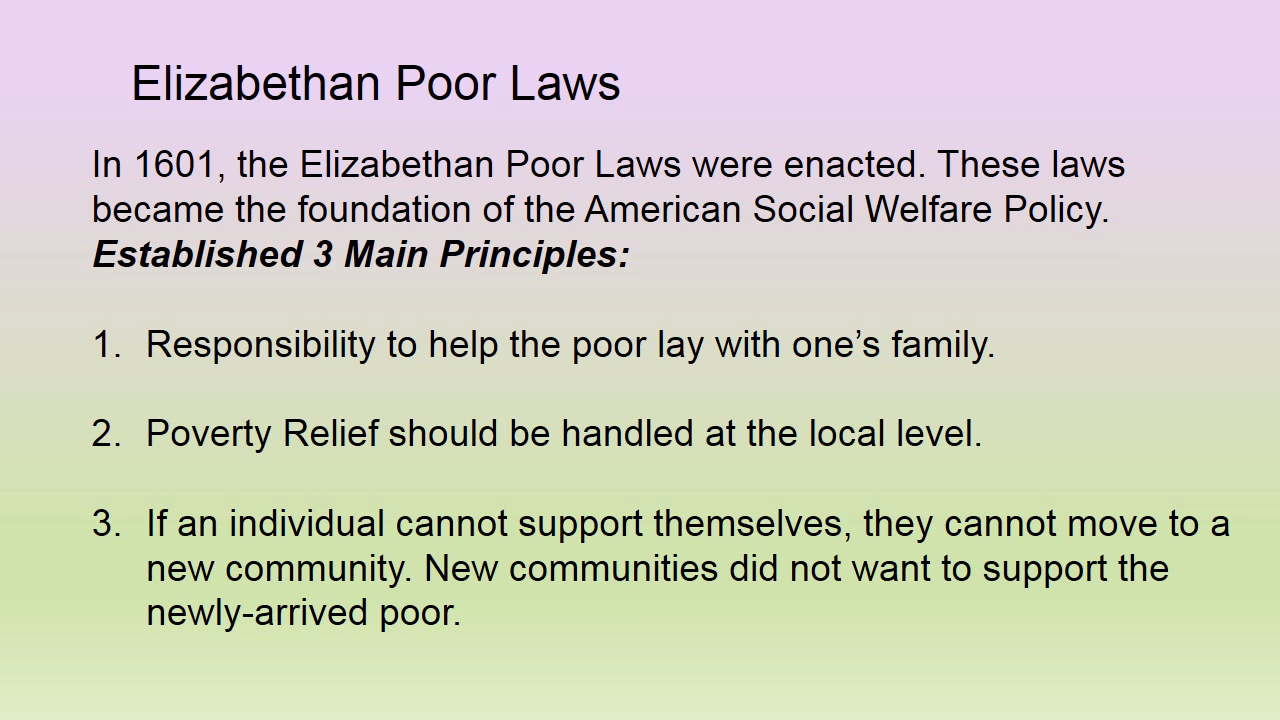 Elizabethan Poor Laws
In 1601, the Elizabethan Poor Laws were enacted. These laws
became the foundation of the American Social Welfare Policy.
Established 3 Main Principles:
1. Responsibility to help the poor lay with one’s family.
2. Poverty Relief should be handled at the local level.
3. If an individual cannot support themselves, they cannot move to a
new community. New communities did not want to support the
newly-arrived poor.